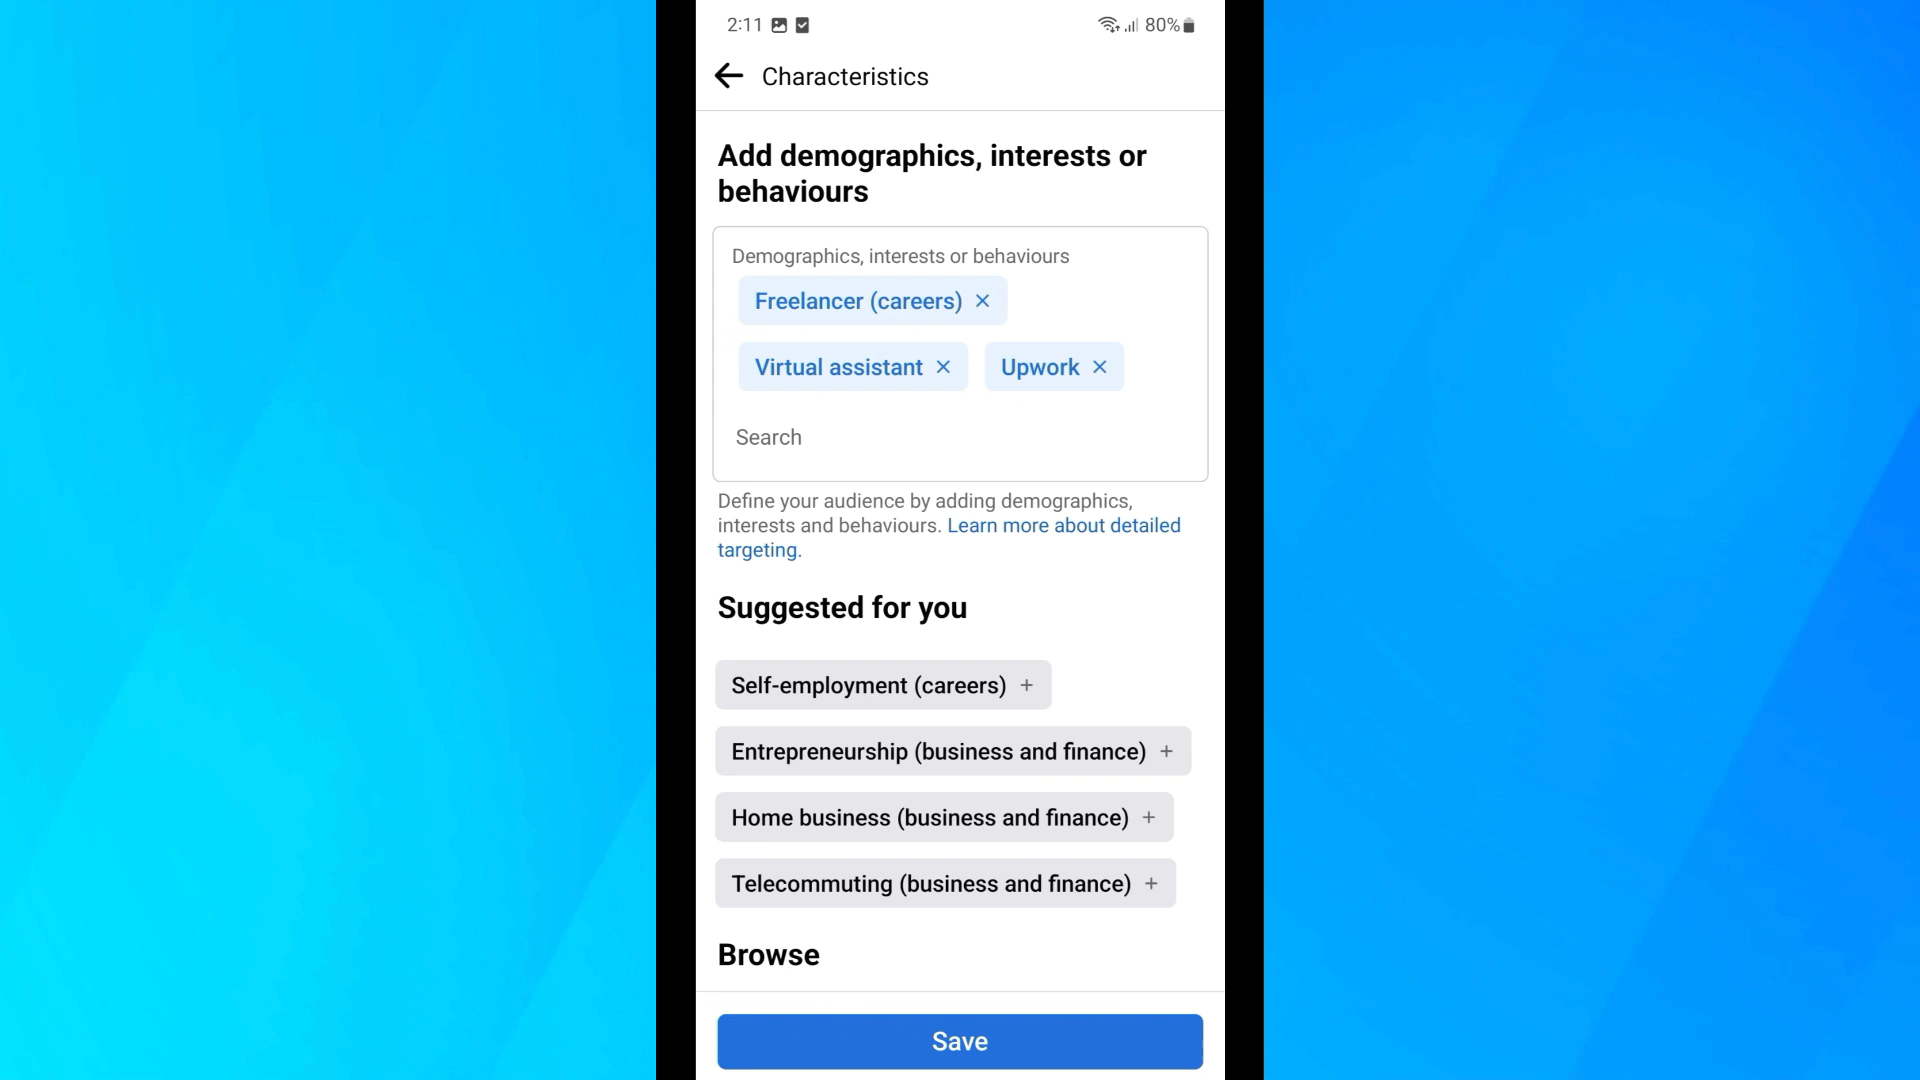 2:11 80%
Characteristics
Add demographics, interests or
behaviours
Demographics, interests or behaviours
Freelancer (careers) ×
Virtual assistant × Upwork ×
Search
Define your audience by adding demographics,
interests and behaviours. Learn more about detailed
targeting.
Suggested for you
Self-employment (careers) +
Entrepreneurship (business and finance) +
Home business (business and finance) +
Telecommuting (business and finance) +
Browse
Save